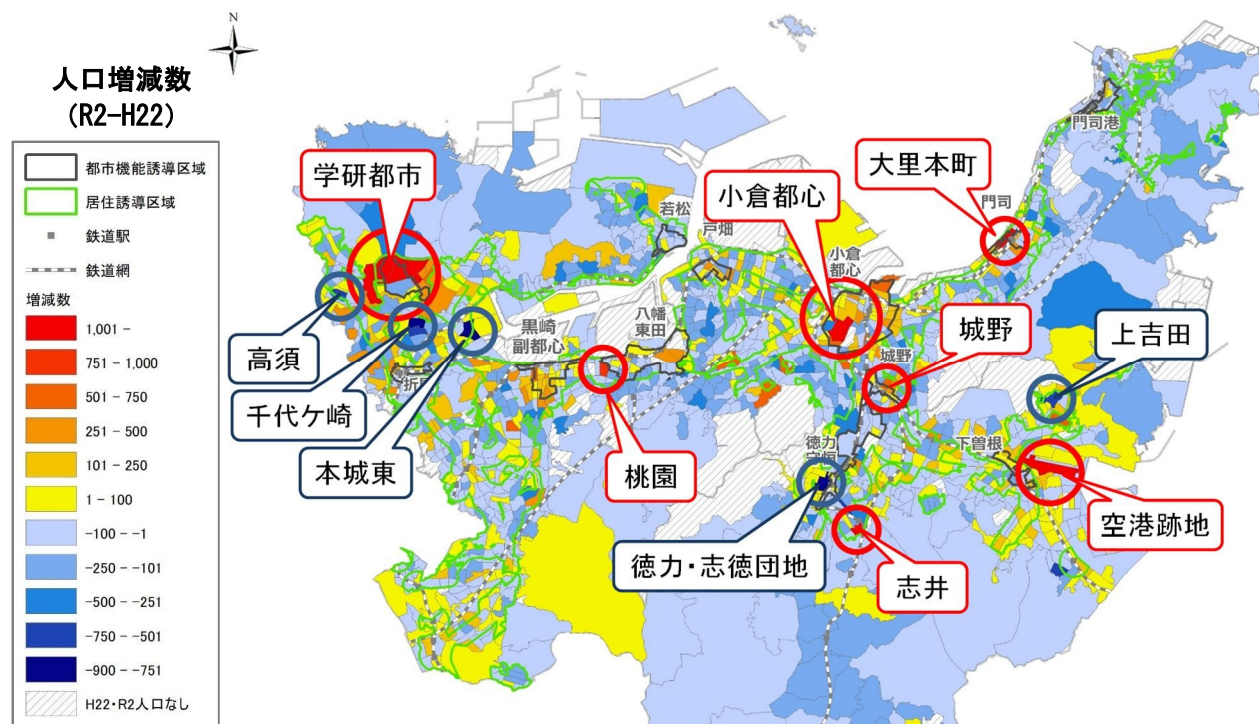 N
人口増減数
(R2-H22)
都市機能誘導区域
居住誘導区域
鉄道駅
鉄道網
増減数
1,001 -
751 - 1,000
501 - 750
251 - 500
101 - 250
1 - 100
-100 - -1
-250 - -101
-500 - -251
-750 - -501
-900 - -751
H22・R2人口なし
門司港
大里本町
学研都市
小倉都心
門司
若松
戸畑
小倉
都心
高須
黒崎
副都心
八幡
東田
城野
上吉田
城野
千代ケ崎
本城東
桃園
徳力
下曽根
空港跡地
徳力・志徳団地
志井